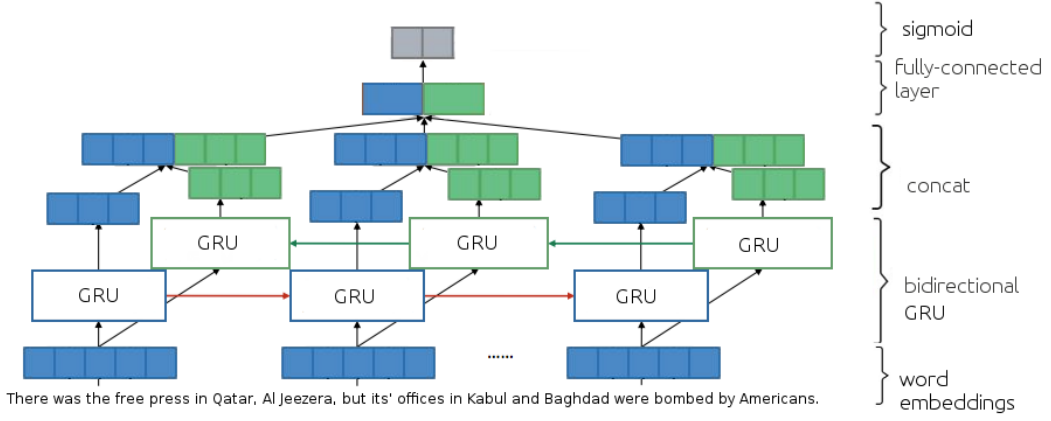 sigmoid
fully-connected
layer
concat
GRU
GRU
GRU
GRU
GRU
GRU
bidirectional
GRU
......
word
embeddings
There was the free press in Qatar, Al Jeezera, but its' offices in Kabul and Baghdad were bombed by Americans.